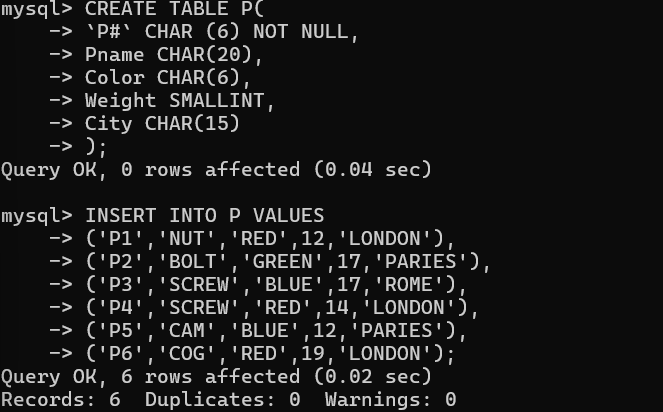 mysql> CREATE TABLE P(
    -> `P#` CHAR (6) NOT NULL,
    -> Pname CHAR(20),
    -> Color CHAR(6),
    -> Weight SMALLINT,
    -> City CHAR(15)
    -> );
Query OK, 0 rows affected (0.04 sec)

mysql> INSERT INTO P VALUES
    -> ('P1','NUT','RED',12,'LONDON'),
    -> ('P2','BOLT','GREEN',17,'PARIES'),
    -> ('P3','SCREW','BLUE',17,'ROME'),
    -> ('P4','SCREW','RED',14,'LONDON'),
    -> ('P5','CAM','BLUE',12,'PARIES'),
    -> ('P6','COG','RED',19,'LONDON');
Query OK, 6 rows affected (0.02 sec)
Records: 6  Duplicates: 0  Warnings: 0